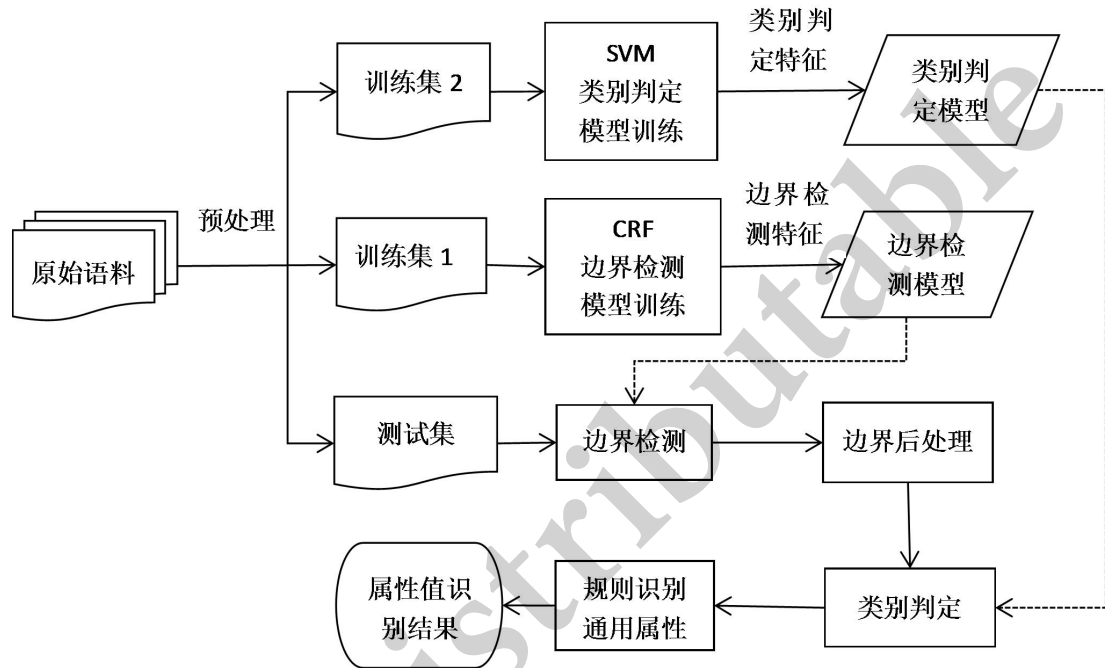 类别判
定特征
训练集 2
SVM
类别判定
模型训练
类别判
定模型
预处理
边界检
测特征
原始语料
训练集 1
CRF
边界检测
模型训练
边界检
测模型
测试集
边界检测
边界后处理
属性值识
别结果
规则识别
通用属性
类别判定
istributable